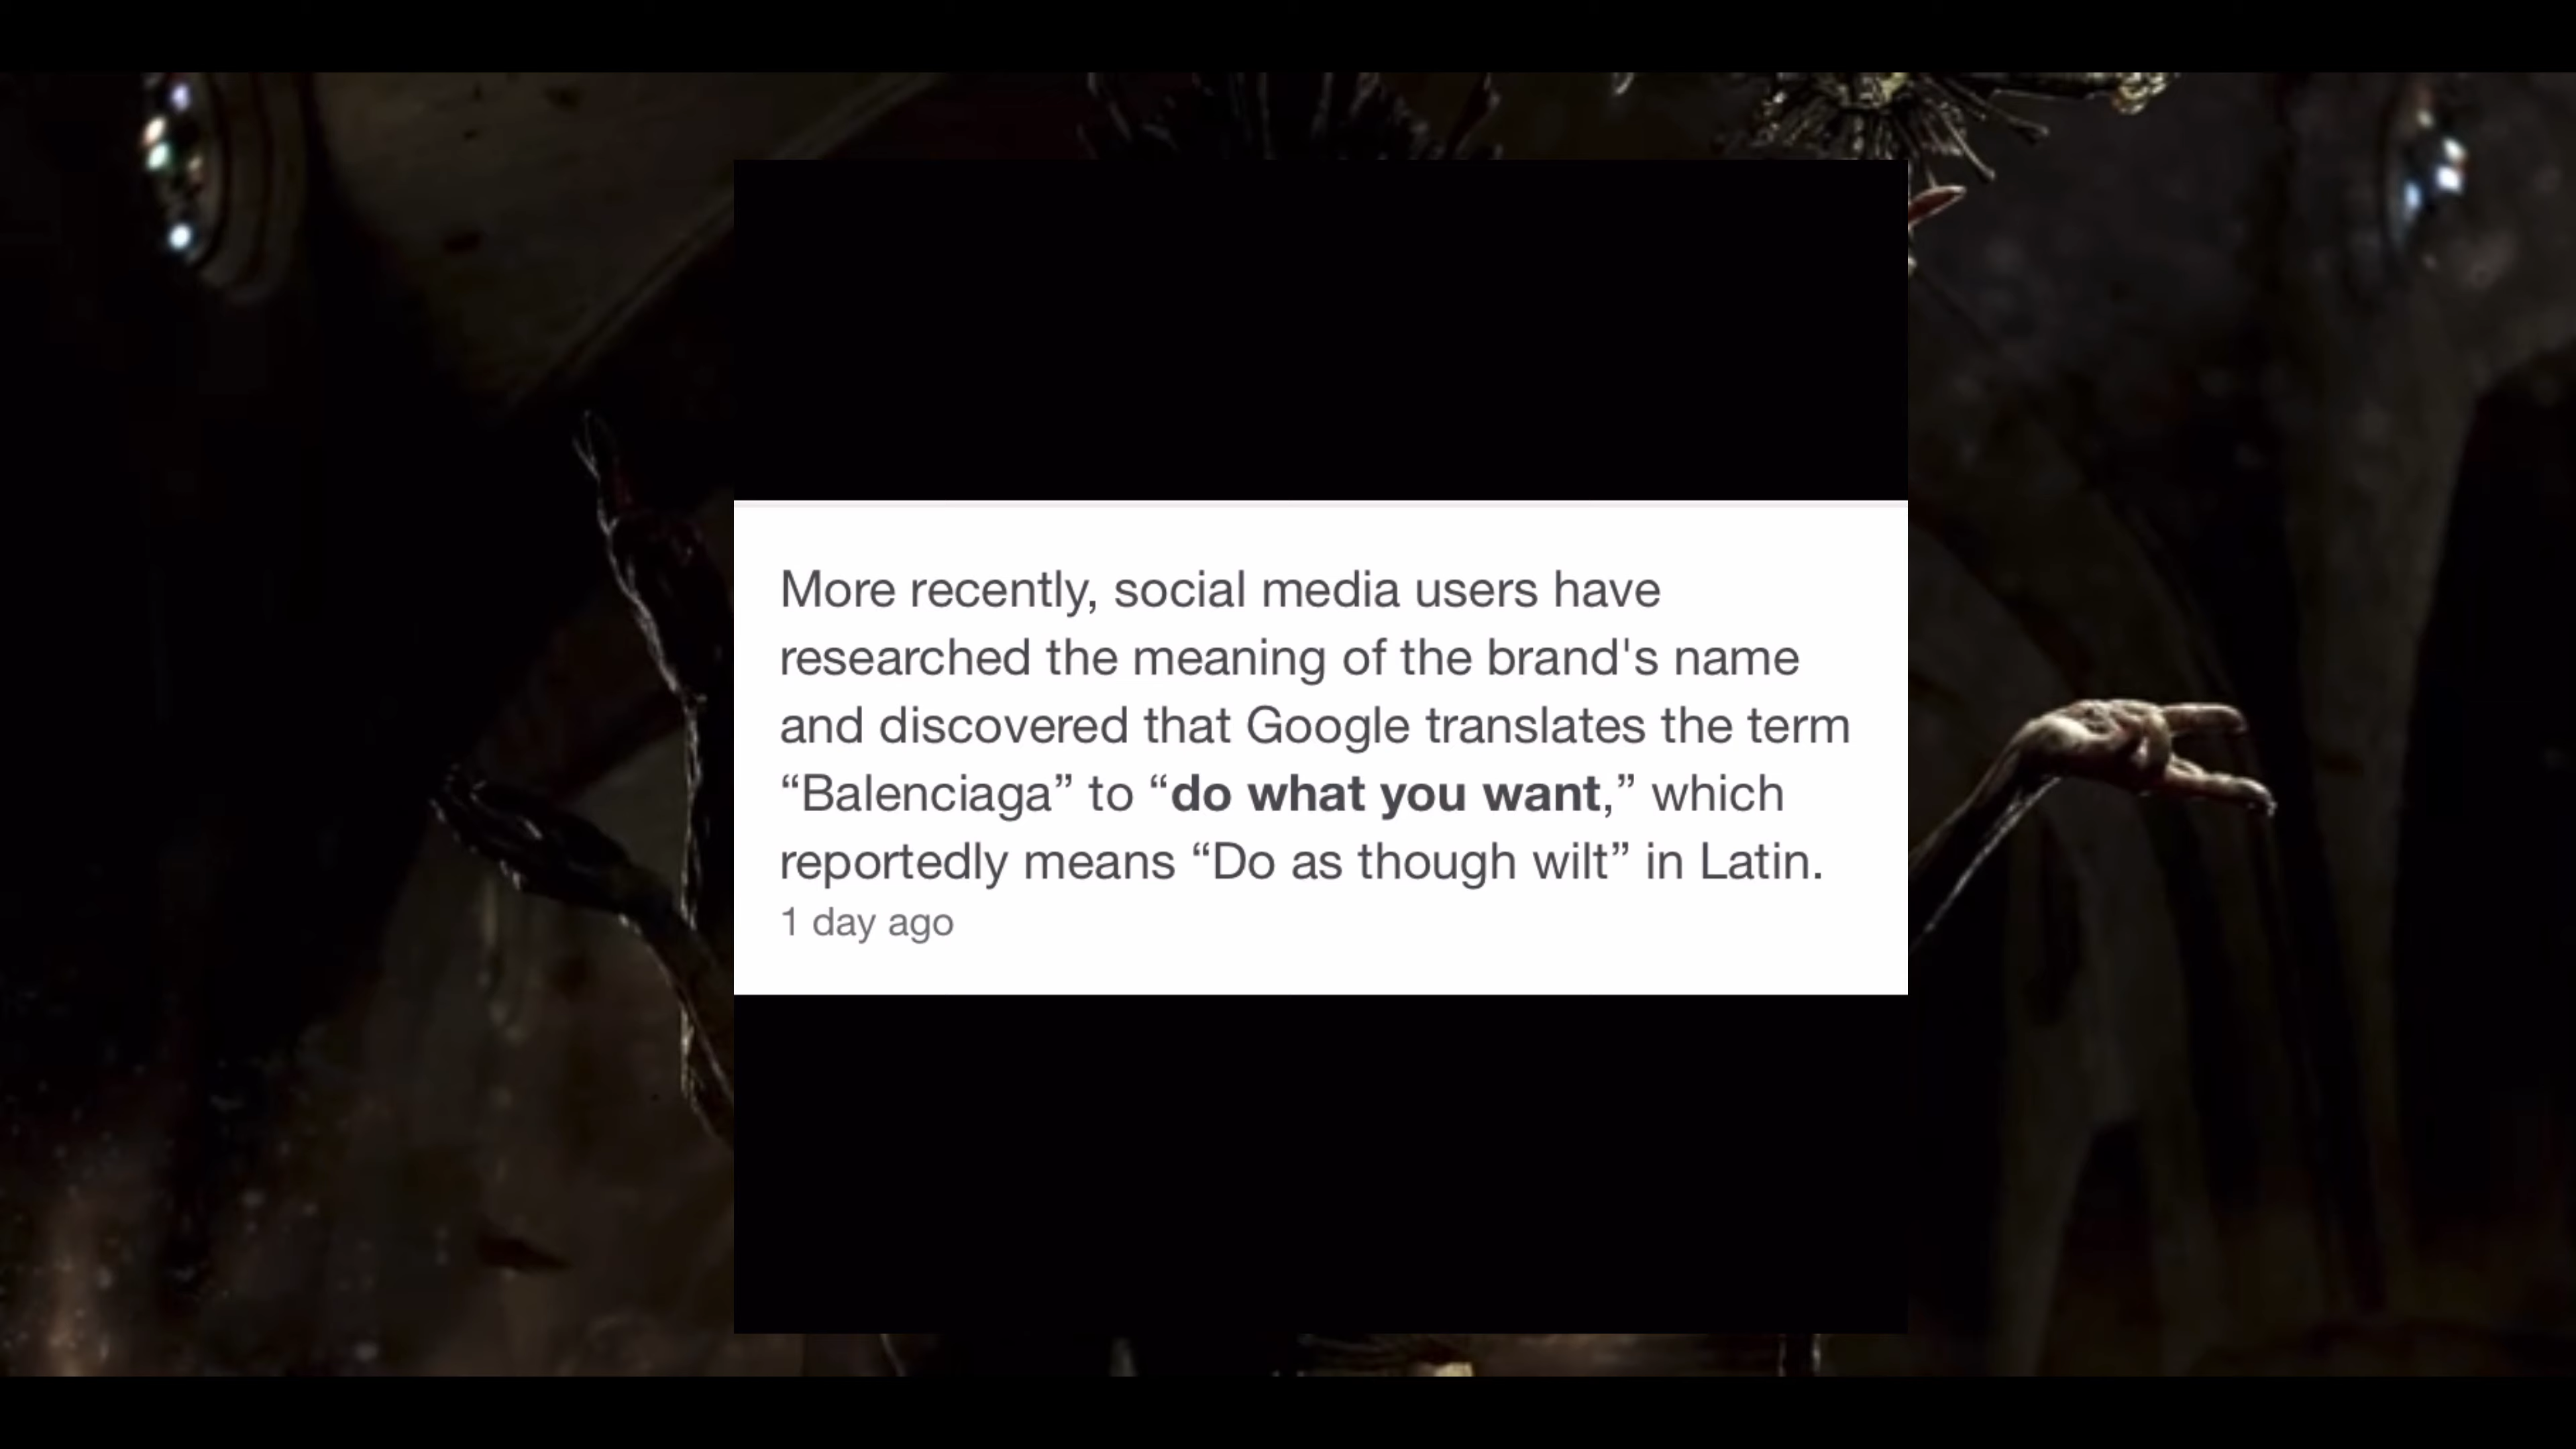 More recently, social media users have
researched the meaning of the brand's name
and discovered that Google translates the term
“Balenciaga” to “do what you want,” which
reportedly means “Do as though wilt” in Latin.
1 day ago